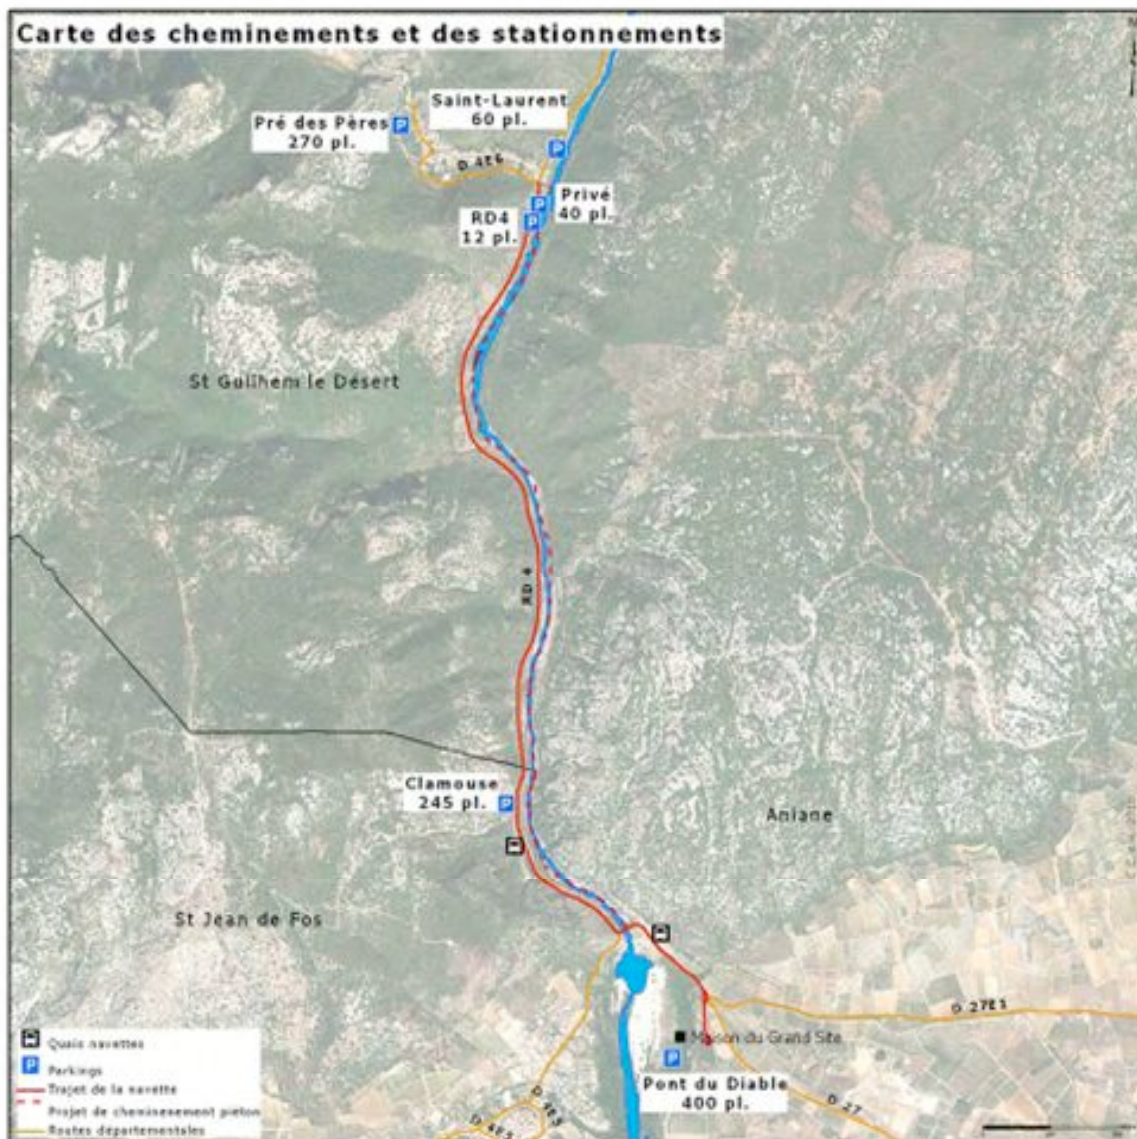 Carte des cheminements et des stationnements
Saint-Laurent
60 pl.
Pré des Pères
270 pl.
D 4E6
Privé
40 pl.
RD4
12 pl.
St Guilhem le Désert
RD 4
Clamouse
245 pl.
Aniane
St Jean de Fos
D 27E1
Maison du Grand Site
Pont du Diable
400 pl.
D 27
D 4E5
Quais navettes
Parkings
Trajet de la navette
Projet de cheminenement piéton
Routes départementales